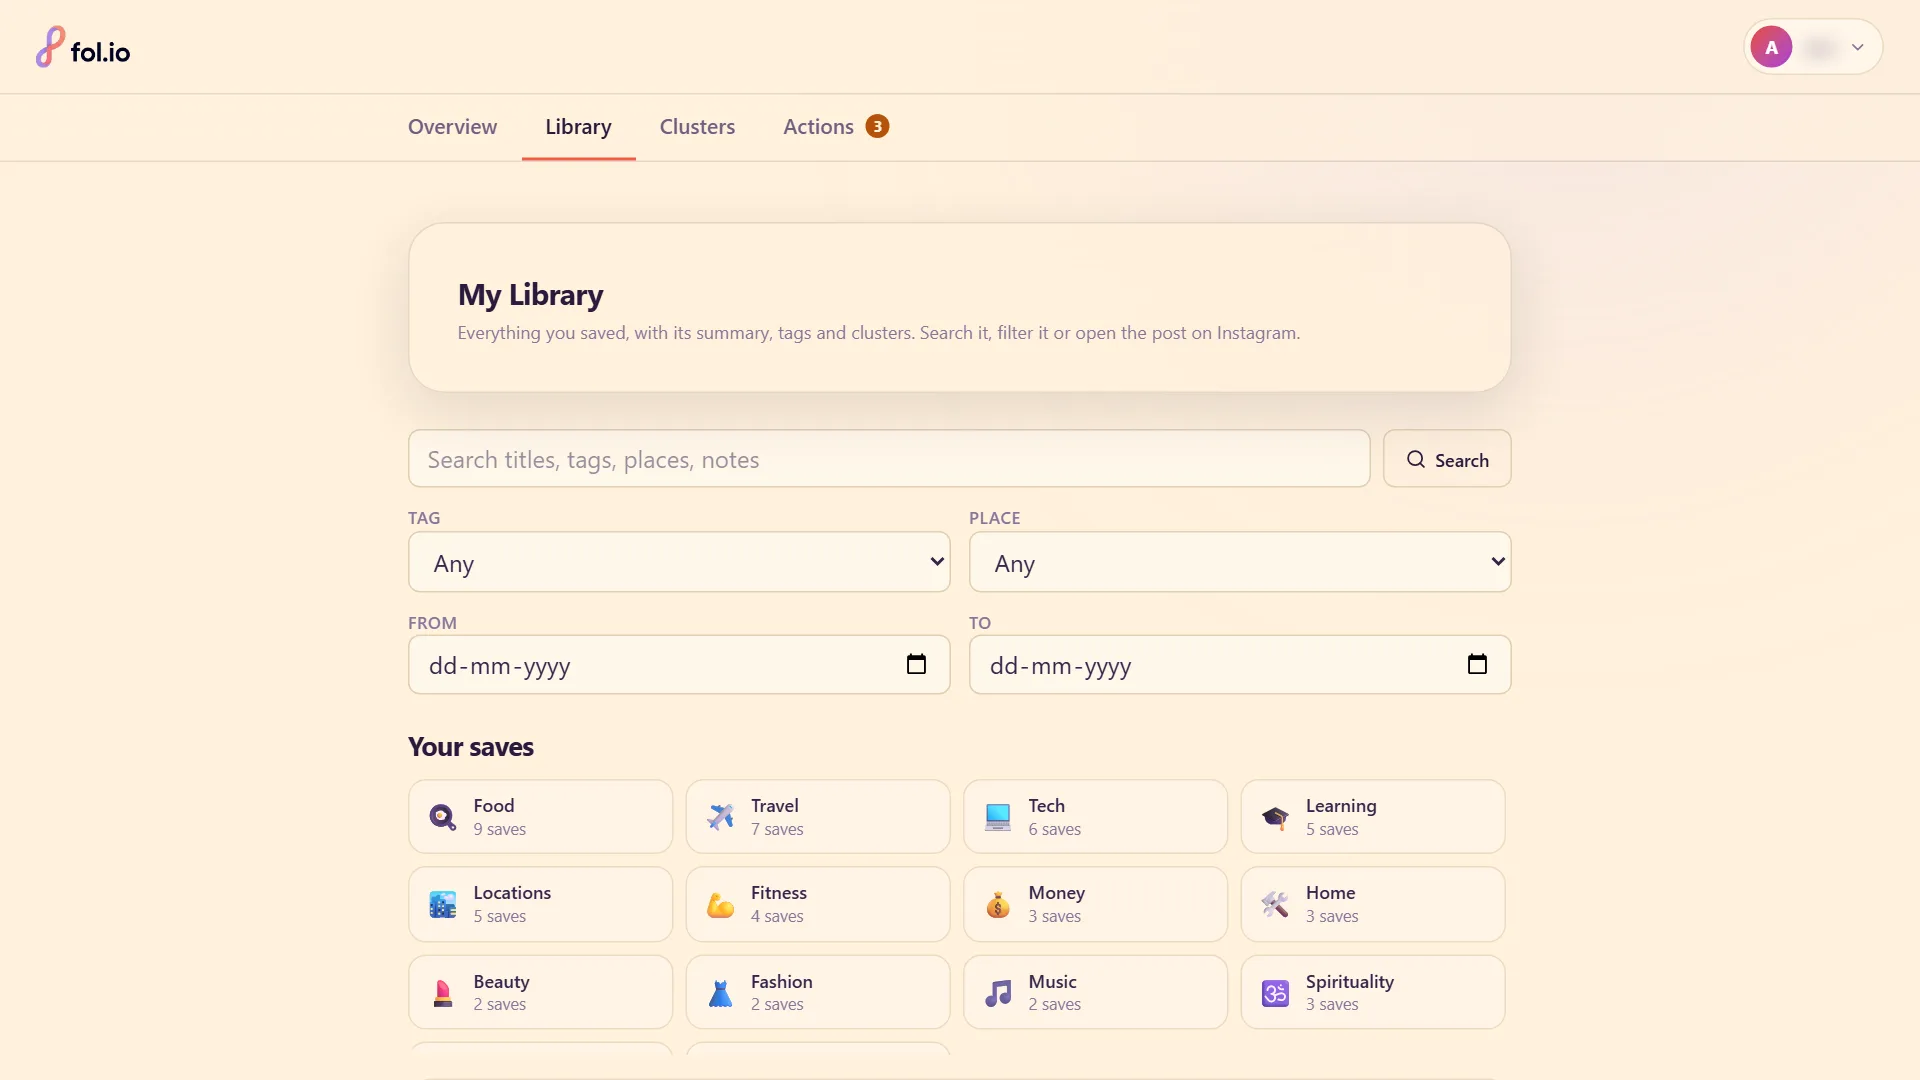 fol.io
A
Overview
Library
Clusters
Actions 3
My Library
Everything you saved, with its summary, tags and clusters. Search it, filter it or open the post on Instagram.
Search titles, tags, places, notes
Search
TAG
PLACE
Any
Any
FROM
TO
dd-mm-yyyy
dd-mm-yyyy
Your saves
Food
9 saves
Travel
7 saves
Tech
6 saves
Learning
5 saves
Locations
5 saves
Fitness
4 saves
Money
3 saves
Home
3 saves
Beauty
2 saves
Fashion
2 saves
Music
2 saves
Spirituality
3 saves